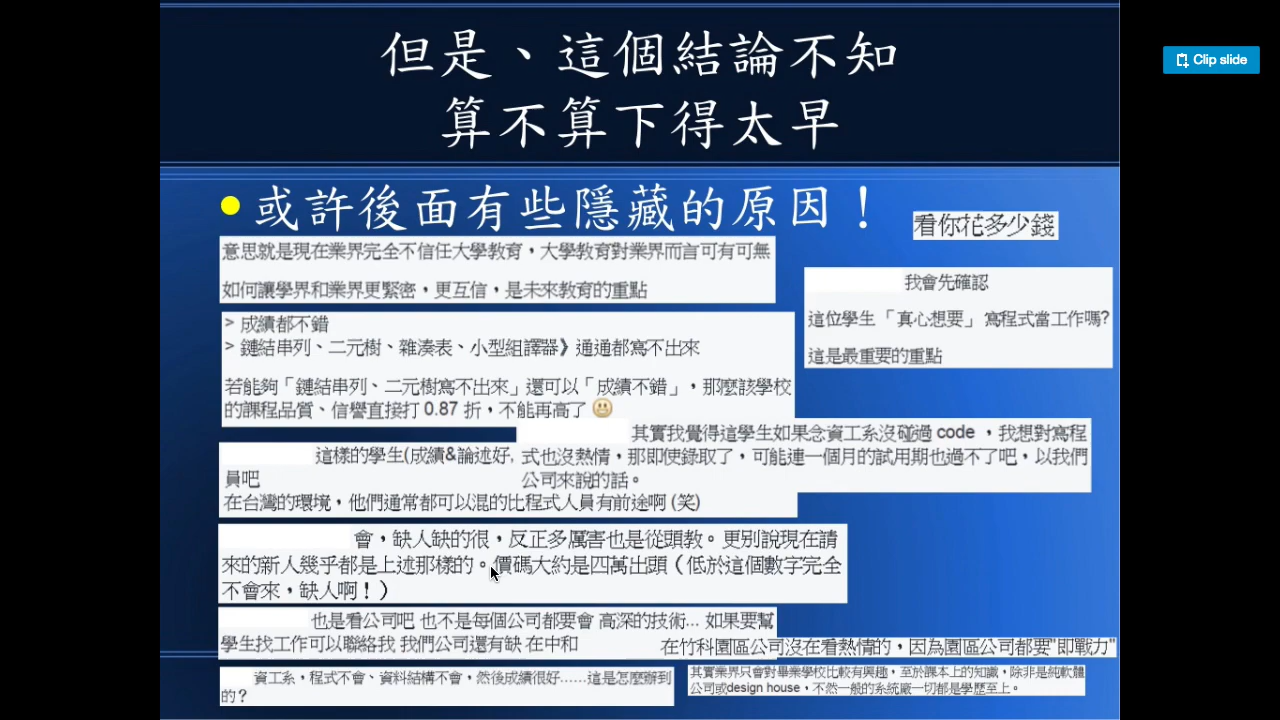 但是、這個結論不知
算不算下得太早
Clip slide
或許後面有些隱藏的原因！
看你花多少錢
意思就是現在業界完全不信任大學教育，大學教育對業界而言可有可無
如何讓學界和業界更緊密，更互信，是未來教育的重點
我會先確認
這位學生「真心想要」寫程式當工作嗎?
這是最重要的重點
> 成績都不錯
> 鏈結串列、二元樹、雜湊表、小型組譯器》通通都寫不出來
若能夠「鏈結串列、二元樹寫不出來」還可以「成績不錯」，那麼該學校
的課程品質、信譽直接打 0.87 折，不能再高了
其實我覺得這學生如果念資工系沒碰過 code ，我想對寫程
式也沒熱情，那即使錄取了，可能連一個月的試用期也過不了吧，以我們
公司來說的話。
這樣的學生(成績&論述好,
員吧
在台灣的環境，他們通常都可以混的比程式人員有前途啊 (笑)
會，缺人缺的很，反正多厲害也是從頭教。更別說現在請
來的新人幾乎都是上述那樣的。價碼大約是四萬出頭（低於這個數字完全
不會來，缺人啊！）
也是看公司吧 也不是每個公司都要會 高深的技術... 如果要幫
學生找工作可以聯絡我 我們公司還有缺 在中和
在竹科園區公司沒在看熱情的，因為園區公司都要"即戰力"
資工系，程式不會、資料結構不會，然後成績很好……這是怎麼辦到
的？
其實業界只會對畢業學校比較有興趣，至於課本上的知識，除非是純軟體
公司或design house，不然一般的系統廠一切都是學歷至上。